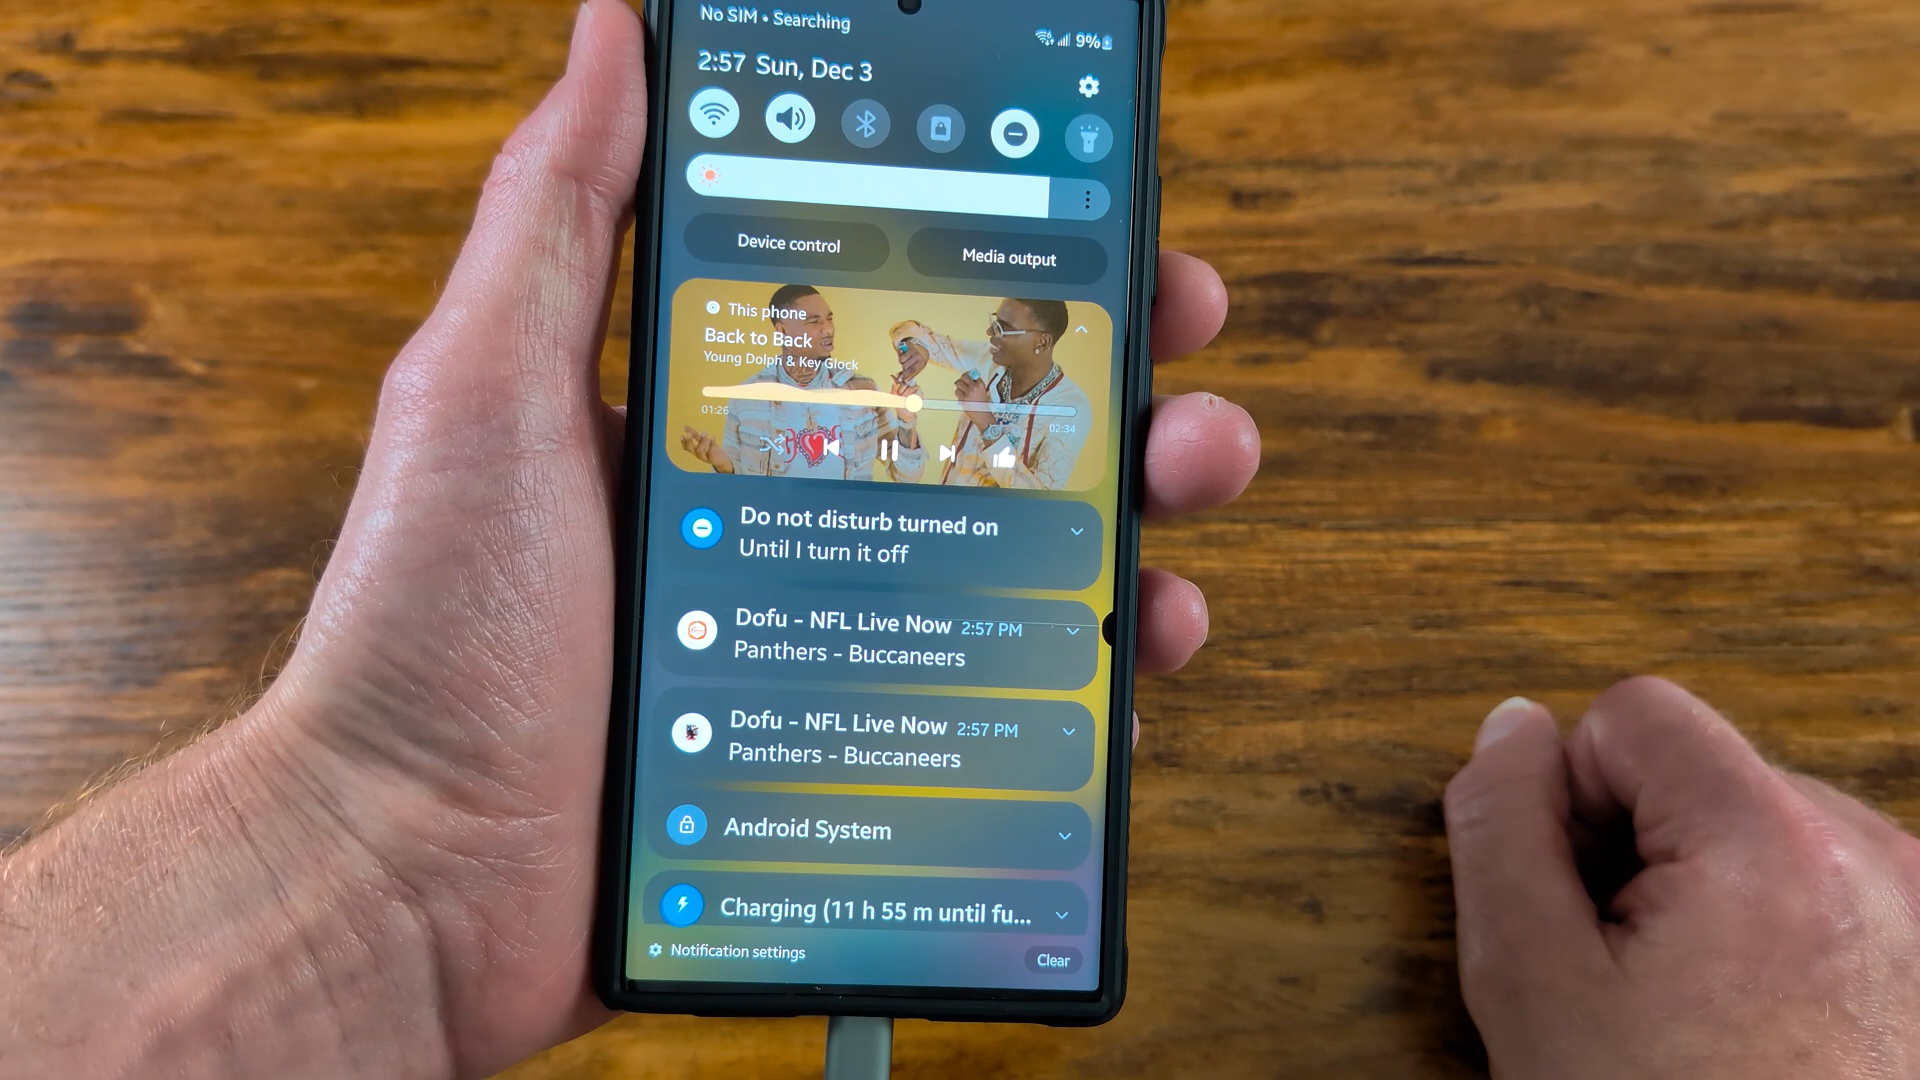 No SIM • Searching
9%
2:57 Sun, Dec 3
Device control
Media output
This phone
Back to Back
Young Dolph & Key Glock
01:26
02:34
Do not disturb turned on
Until I turn it off
Dofu - NFL Live Now 2:57 PM
Panthers - Buccaneers
Dofu - NFL Live Now 2:57 PM
Panthers - Buccaneers
Android System
Charging (11 h 55 m until fu...
Notification settings
Clear